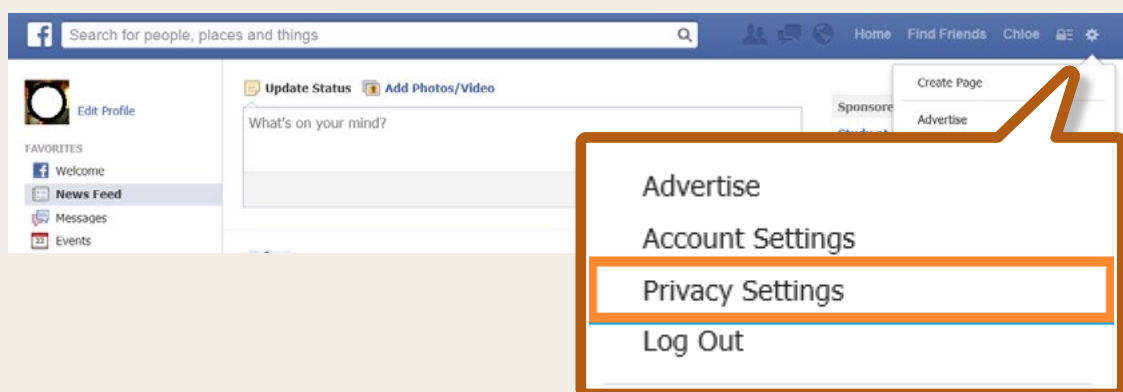 f Search for people, places and things Home Find Friends Chloe
Edit Profile
FAVORITES
Welcome
News Feed
Messages
33 Events
Update Status Add Photos/Video
What's on your mind?
Create Page
Advertise
Advertise
Account Settings
Privacy Settings
Log Out